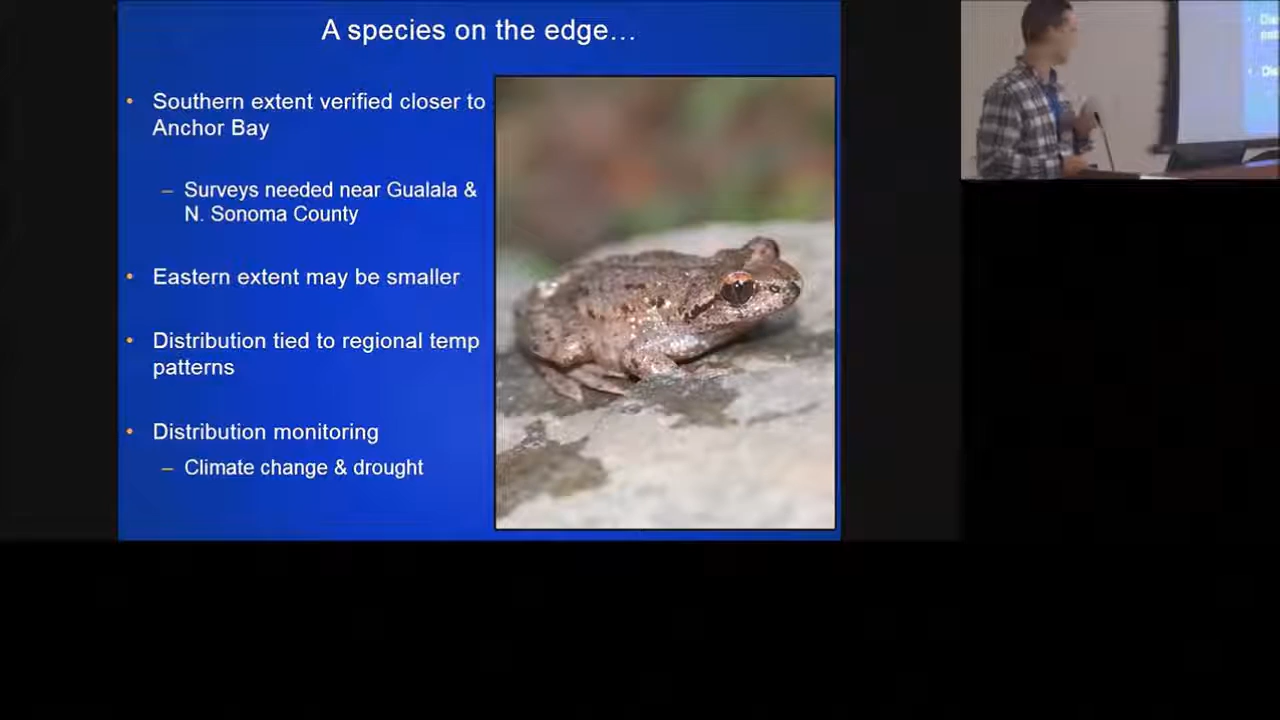 A species on the edge...
• Southern extent verified closer to
Anchor Bay
– Surveys needed near Gualala &
N. Sonoma County
• Eastern extent may be smaller
• Distribution tied to regional temp
patterns
• Distribution monitoring
– Climate change & drought